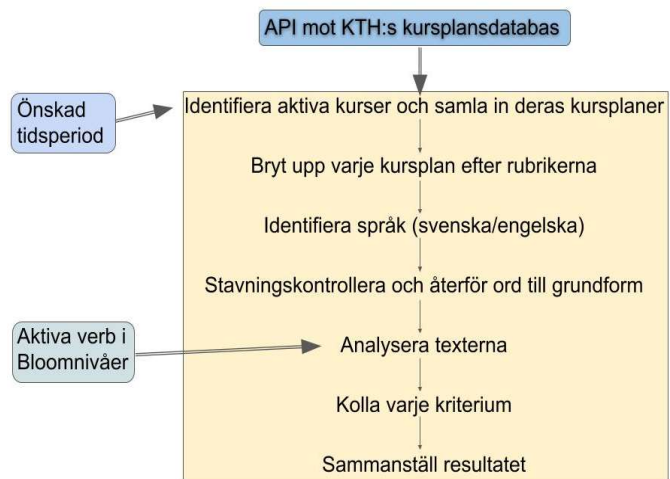 API mot KTH:s kursplansdatabas
Önskad
tidsperiod
Identifiera aktiva kurser och samla in deras kursplaner
Bryt upp varje kursplan efter rubrikerna
Identifiera språk (svenska/engelska)
Stavningskontrollera och återför ord till grundform
Aktiva verb i
Bloomnivåer
Analysera texterna
Kolla varje kriterium
Sammanställ resultatet